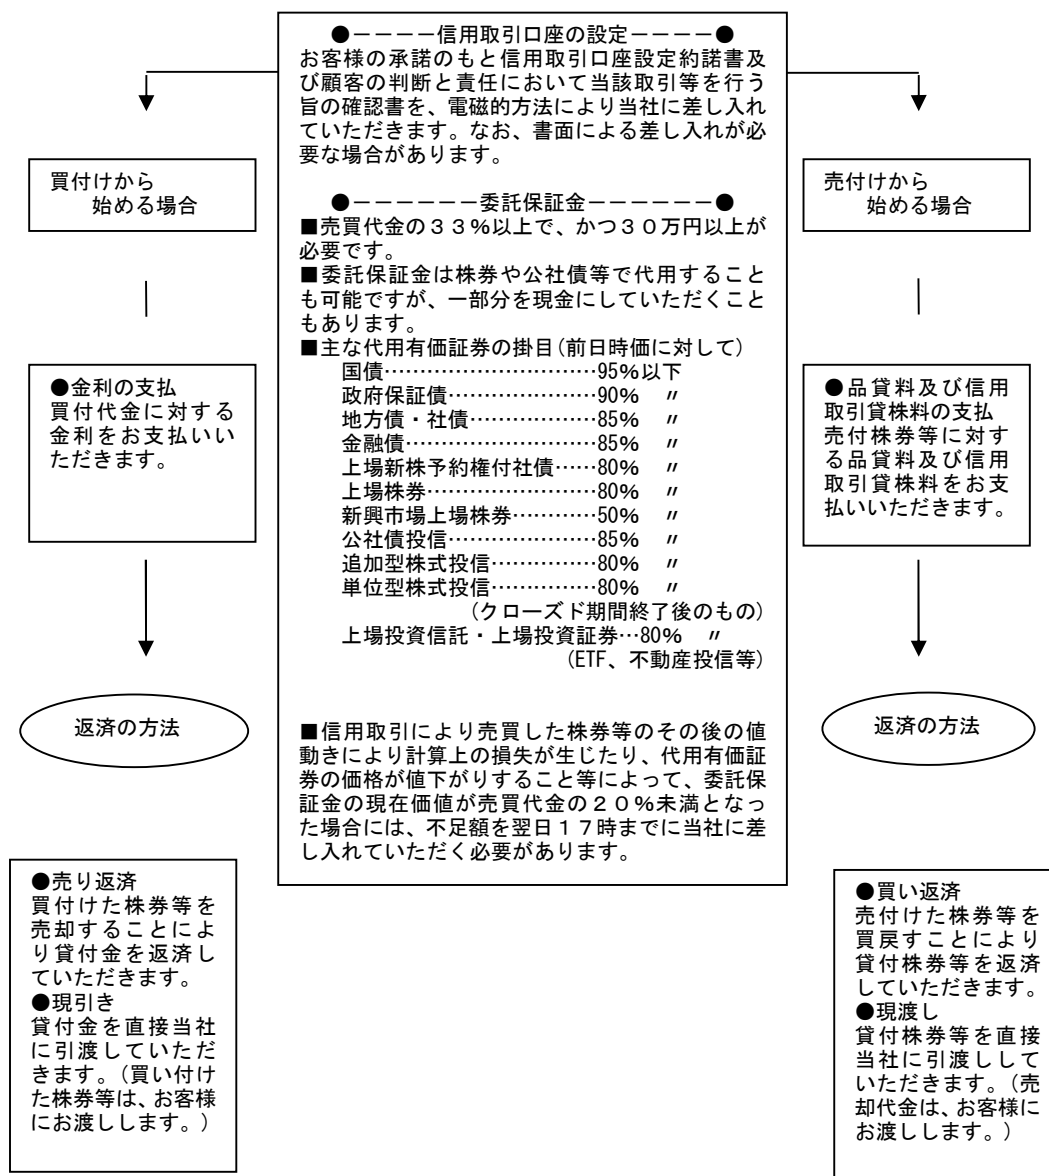 ●－－－－信用取引口座の設定－－－－●
お客様の承諾のもと信用取引口座設定約諾書及
び顧客の判断と責任において当該取引等を行う
旨の確認書を、電磁的方法により当社に差し入れ
ていただきます。なお、書面による差し入れが必
要な場合があります。
●－－－－－－委託保証金－－－－－－●
■売買代金の３３％以上で、かつ３０万円以上が
必要です。
■委託保証金は株券や公社債等で代用すること
も可能ですが、一部分を現金にしていただくこと
もあります。
■主な代用有価証券の掛目(前日時価に対して)
国債…………………………95%以下
政府保証債…………………90%　〃
地方債・社債………………85%　〃
金融債………………………85%　〃
上場新株予約権付社債……80%　〃
上場株券……………………80%　〃
新興市場上場株券…………50%　〃
公社債投信…………………85%　〃
追加型株式投信……………80%　〃
単位型株式投信……………80%　〃
(クローズド期間終了後のもの)
上場投資信託・上場投資証券…80%　〃
(ETF、不動産投信等)
■信用取引により売買した株券等のその後の値
動きにより計算上の損失が生じたり、代用有価証
券の価格が値下がりすること等によって、委託保
証金の現在価値が売買代金の２０％未満となっ
た場合には、不足額を翌日１７時までに当社に差
し入れていただく必要があります。
買付けから
始める場合
●金利の支払
買付代金に対する
金利をお支払いい
ただきます。
返済の方法
●売り返済
買付けた株券等を
売却することによ
り貸付金を返済し
ていただきます。
●現引き
貸付金を直接当社
に引渡していただ
きます。(買い付け
た株券等は、お客様
にお渡しします。)
売付けから
始める場合
●品貸料及び信用
取引貸株料の支払
売付株券等に対す
る品貸料及び信用
取引貸株料をお支
払いいただきます。
返済の方法
●買い返済
売付けた株券等を
買戻すことにより
貸付株券等を返済
していただきます。
●現渡し
貸付株券等を直接
当社に引渡しして
いただきます。(売
却代金は、お客様に
お渡しします。)